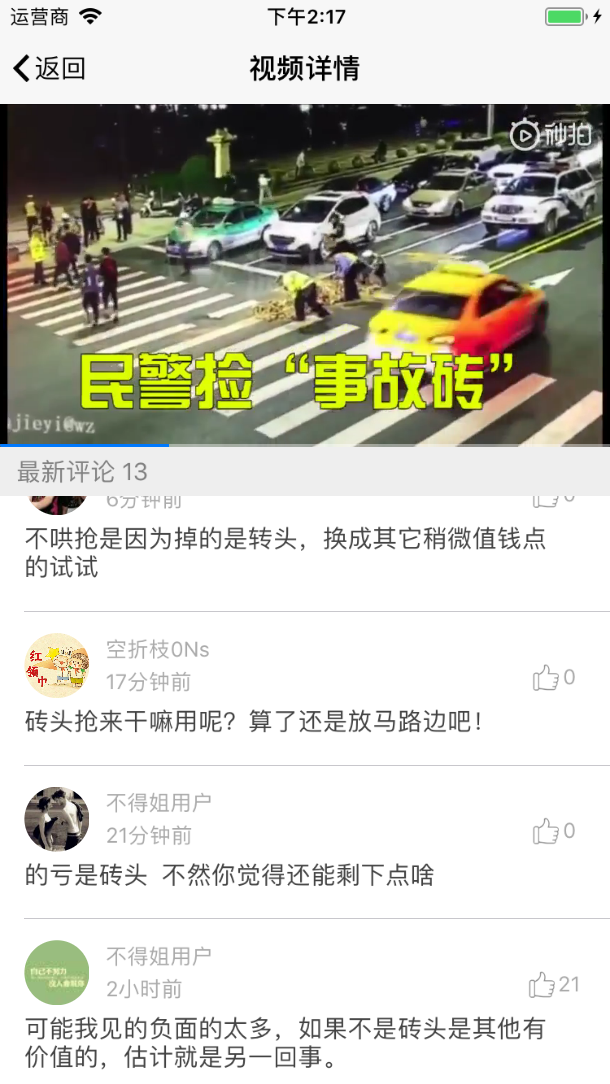 运营商 下午2:17
返回 视频详情
秒拍
民警捡“事故砖”
ajieyi@wz
最新评论 13
6分钟前 0
不哄抢是因为掉的是转头，换成其它稍微值钱点
的试试
红
领
巾
空折枝0Ns
17分钟前 0
砖头抢来干嘛用呢？算了还是放马路边吧！
不得姐用户
21分钟前 0
的亏是砖头 不然你觉得还能剩下点啥
不得姐用户
2小时前 21
可能我见的负面的太多，如果不是砖头是其他有
价值的，估计就是另一回事。